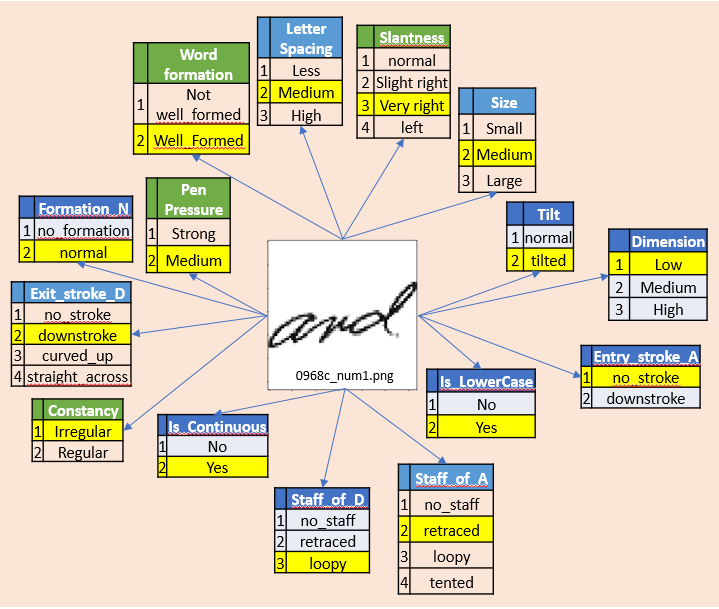 Letter Spacing
1 Less
2 Medium
3 High
Slantness
1 normal
2 Slight right
3 Very right
4 left
Word formation
1 Not well_formed
2 Well_Formed
Size
1 Small
2 Medium
3 Large
Pen Pressure
1 Strong
2 Medium
Formation_N
1 no_formation
2 normal
Tilt
1 normal
2 tilted
Dimension
1 Low
2 Medium
3 High
and
0968c_num1.png
Exit_stroke_D
1 no_stroke
2 downstroke
3 curved_up
4 straight_across
Entry_stroke_A
1 no_stroke
2 downstroke
Is_LowerCase
1 No
2 Yes
Constancy
1 Irregular
2 Regular
Is_Continuous
1 No
2 Yes
Staff_of_D
1 no_staff
2 retraced
3 loopy
Staff_of_A
1 no_staff
2 retraced
3 loopy
4 tented